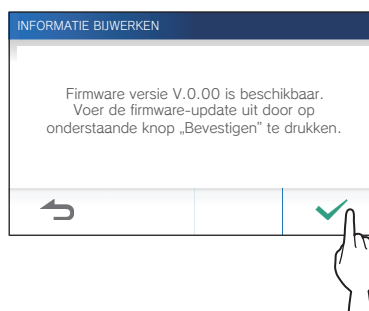 INFORMATIE BIJWERKEN
Firmware versie V.0.00 is beschikbaar.
Voer de firmware-update uit door op
onderstaande knop „Bevestigen” te drukken.